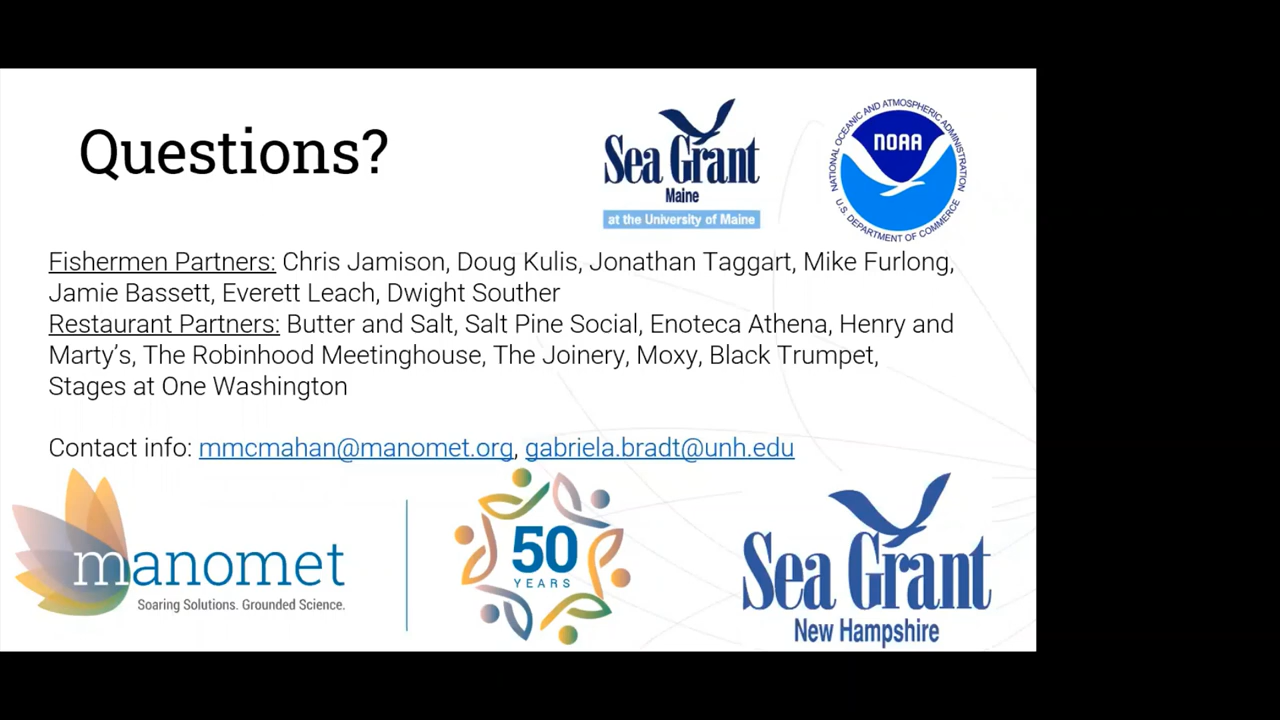 Questions?
Sea Grant
Maine
at the University of Maine
NATIONAL OCEANIC AND ATMOSPHERIC ADMINISTRATION
NOAA
U.S. DEPARTMENT OF COMMERCE
Fishermen Partners: Chris Jamison, Doug Kulis, Jonathan Taggart, Mike Furlong,
Jamie Bassett, Everett Leach, Dwight Souther
Restaurant Partners: Butter and Salt, Salt Pine Social, Enoteca Athena, Henry and
Marty’s, The Robinhood Meetinghouse, The Joinery, Moxy, Black Trumpet,
Stages at One Washington
Contact info: mmcmahan@manomet.org, gabriela.bradt@unh.edu
manomet
Soaring Solutions. Grounded Science.
50
YEARS
Sea Grant
New Hampshire